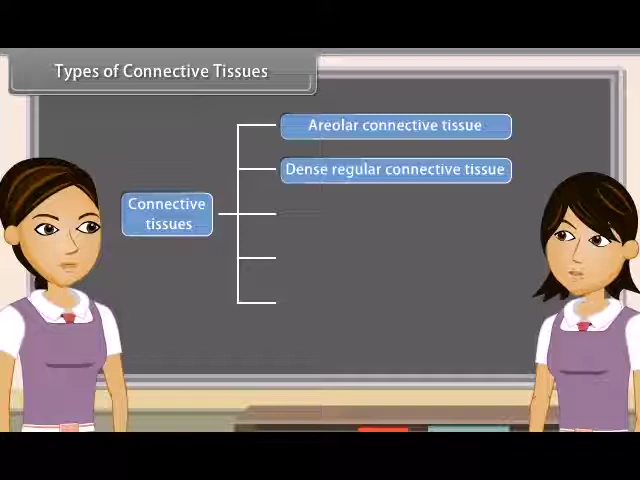 Types of Connective Tissues
Areolar connective tissue
Dense regular connective tissue
Connective
tissues